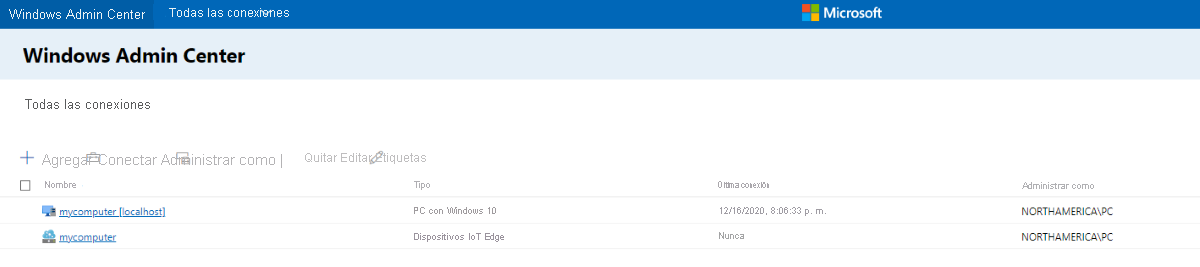 Windows Admin Center Todas las conexiones Microsoft
Windows Admin Center
Todas las conexiones
Agregar Conectar Administrar como | Quitar Editar Etiquetas
Nombre Tipo Última conexión Administrar como
mycomputer [localhost] PC con Windows 10 12/16/2020, 8:06:33 p. m. NORTHAMERICA\PC
mycomputer Dispositivos IoT Edge Nunca NORTHAMERICA\PC